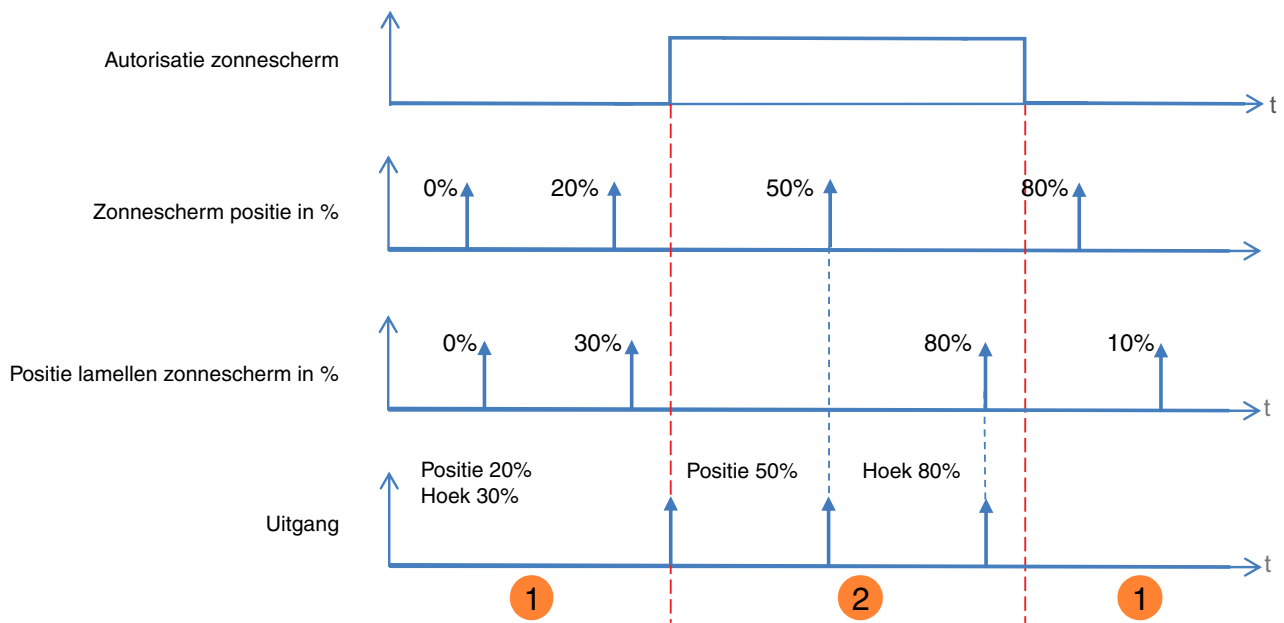 Autorisatie zonnescherm
t
0%
20%
50%
80%
Zonnescherm positie in %
0%
30%
80%
10%
Positie lamellen zonnescherm in %
t
Positie 20%
Hoek 30%
Positie 50%
Hoek 80%
Uitgang
t
1
2
1